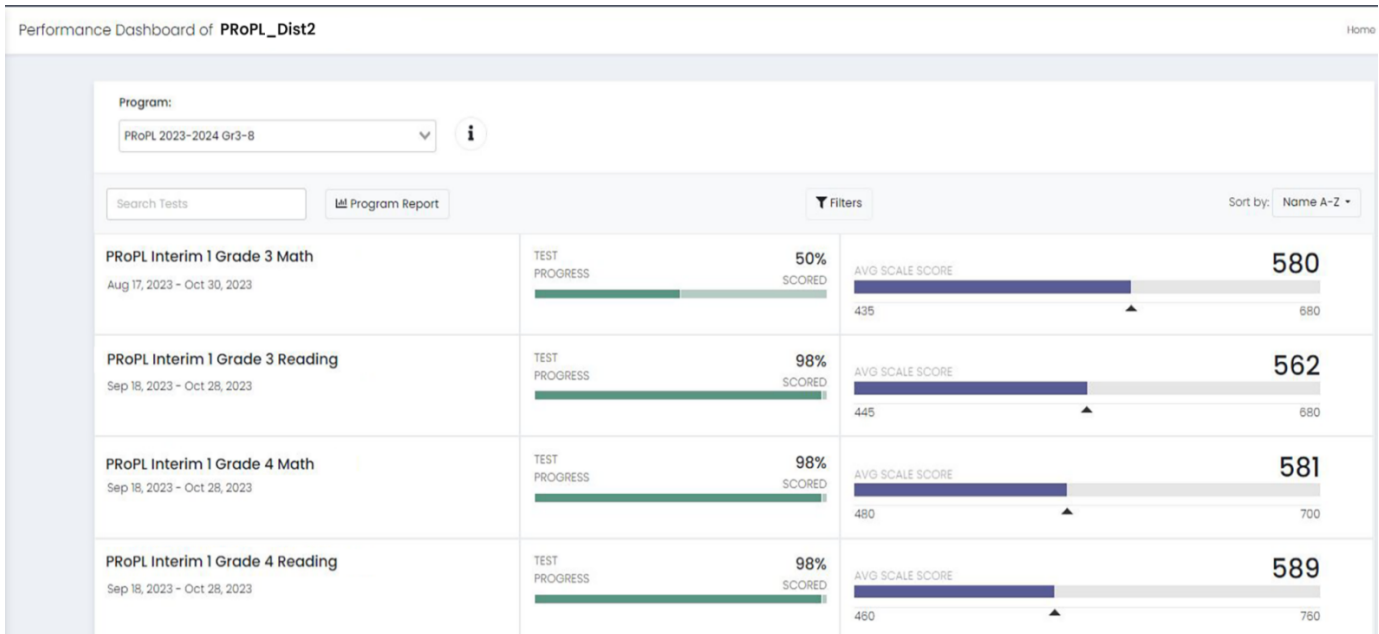 Performance Dashboard of PRoPL_Dist2
Home
Program:
PRoPL 2023-2024 Gr3-8
i
Search Tests
Program Report
Filters
Sort by: Name A-Z
PRoPL Interim 1 Grade 3 Math
Aug 17, 2023 - Oct 30, 2023
TEST
PROGRESS
50%
SCORED
AVG SCALE SCORE
580
435
680
PRoPL Interim 1 Grade 3 Reading
Sep 18, 2023 - Oct 28, 2023
TEST
PROGRESS
98%
SCORED
AVG SCALE SCORE
562
445
680
PRoPL Interim 1 Grade 4 Math
Sep 18, 2023 - Oct 28, 2023
TEST
PROGRESS
98%
SCORED
AVG SCALE SCORE
581
480
700
PRoPL Interim 1 Grade 4 Reading
Sep 18, 2023 - Oct 28, 2023
TEST
PROGRESS
98%
SCORED
AVG SCALE SCORE
589
460
760